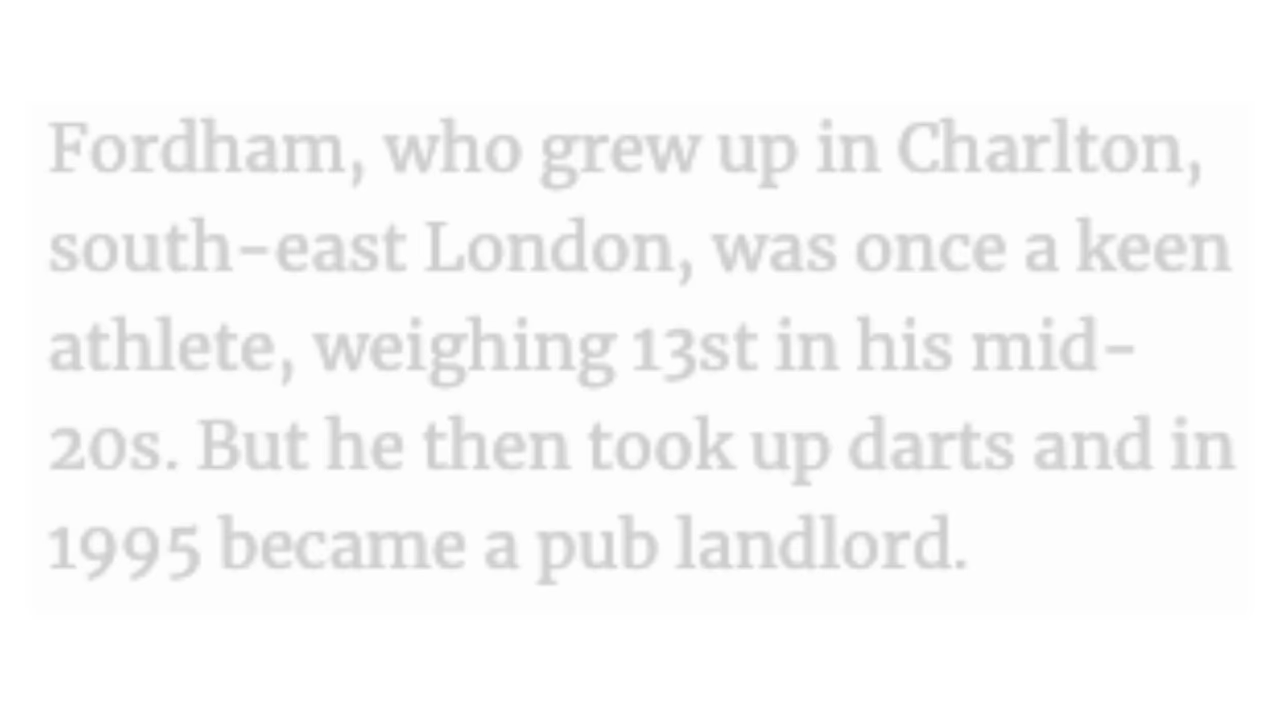 Fordham, who grew up in Charlton,
south-east London, was once a keen
athlete, weighing 13st in his mid-
20s. But he then took up darts and in
1995 became a pub landlord.